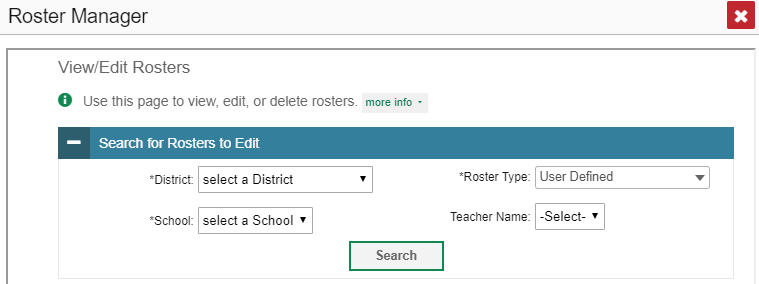 Roster Manager
View/Edit Rosters
Use this page to view, edit, or delete rosters. more info
Search for Rosters to Edit
*District: select a District *Roster Type: User Defined
*School: select a School Teacher Name: -Select-
Search